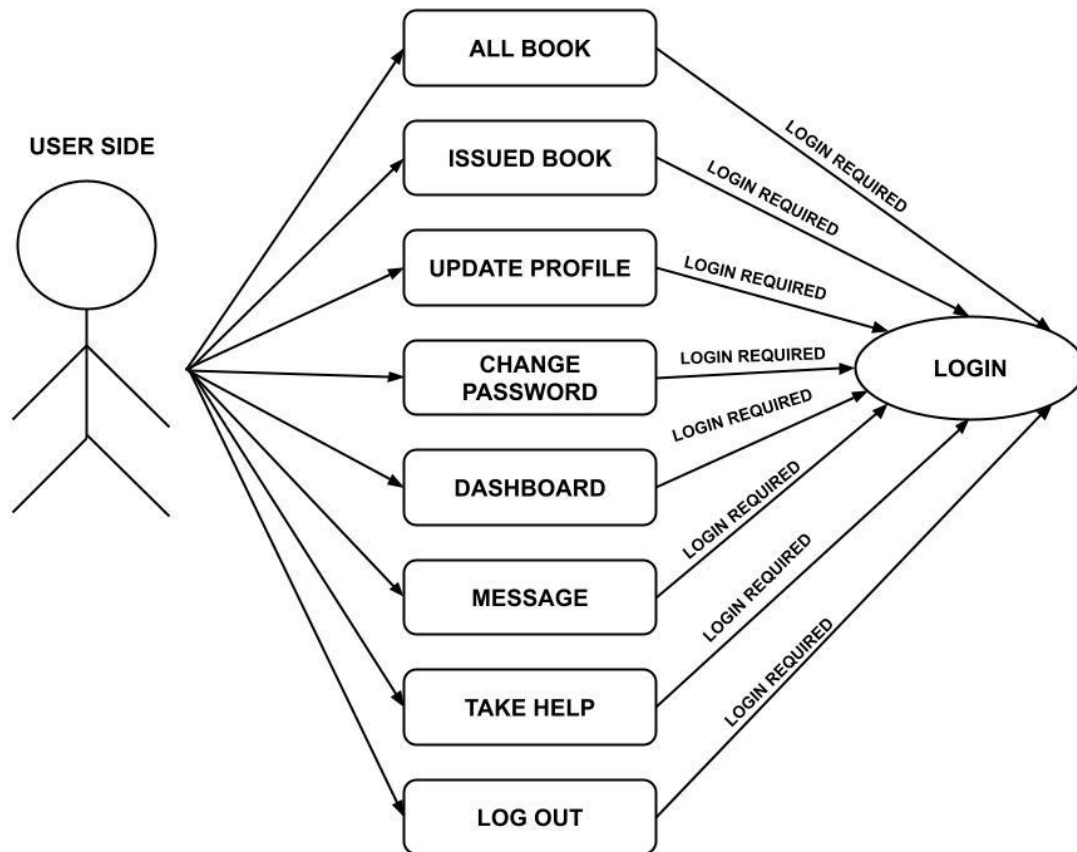 USER SIDE
ALL BOOK
ISSUED BOOK
UPDATE PROFILE
CHANGE
PASSWORD
DASHBOARD
MESSAGE
TAKE HELP
LOG OUT
LOGIN REQUIRED
LOGIN REQUIRED
LOGIN REQUIRED
LOGIN REQUIRED
LOGIN REQUIRED
LOGIN REQUIRED
LOGIN REQUIRED
LOGIN REQUIRED
LOGIN